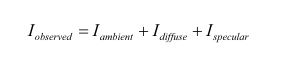 I_observed = I_ambient + I_diffuse + I_specular